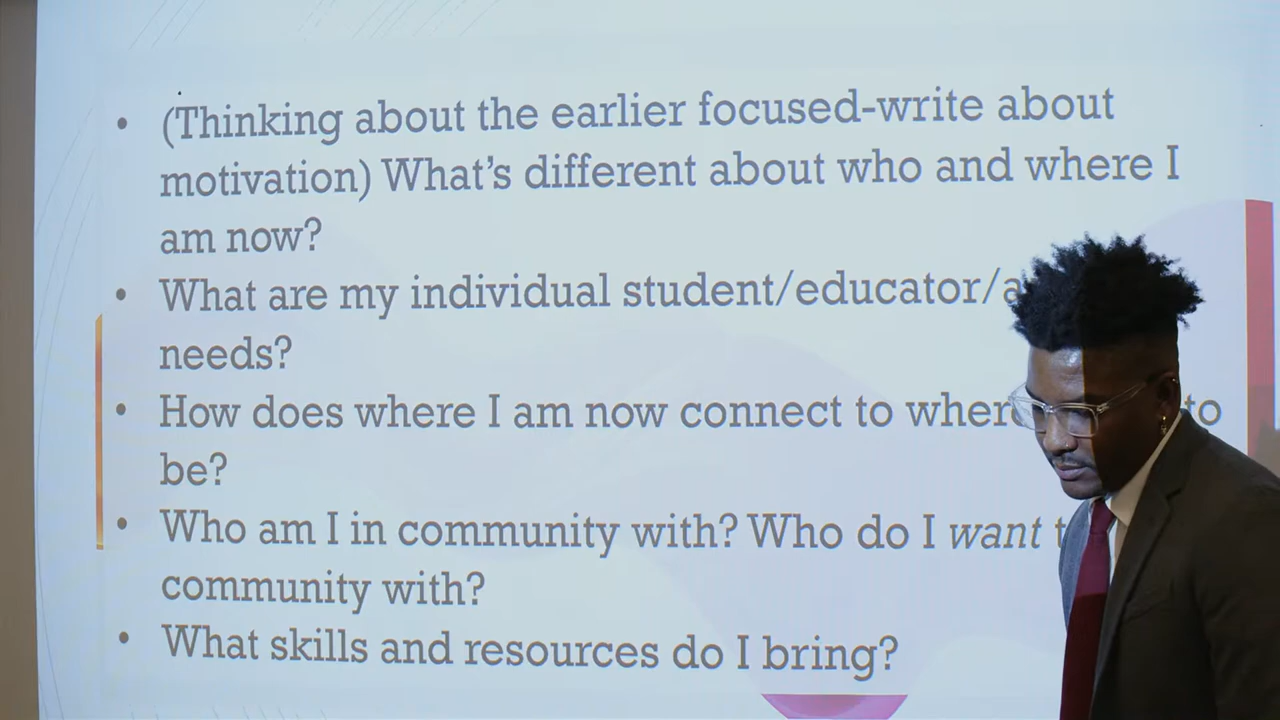 • (Thinking about the earlier focused-write about
motivation) What's different about who and where I
am now?
• What are my individual student/educator/a
needs?
• How does where I am now connect to where to
be?
• Who am I in community with? Who do I want
community with?
• What skills and resources do I bring?